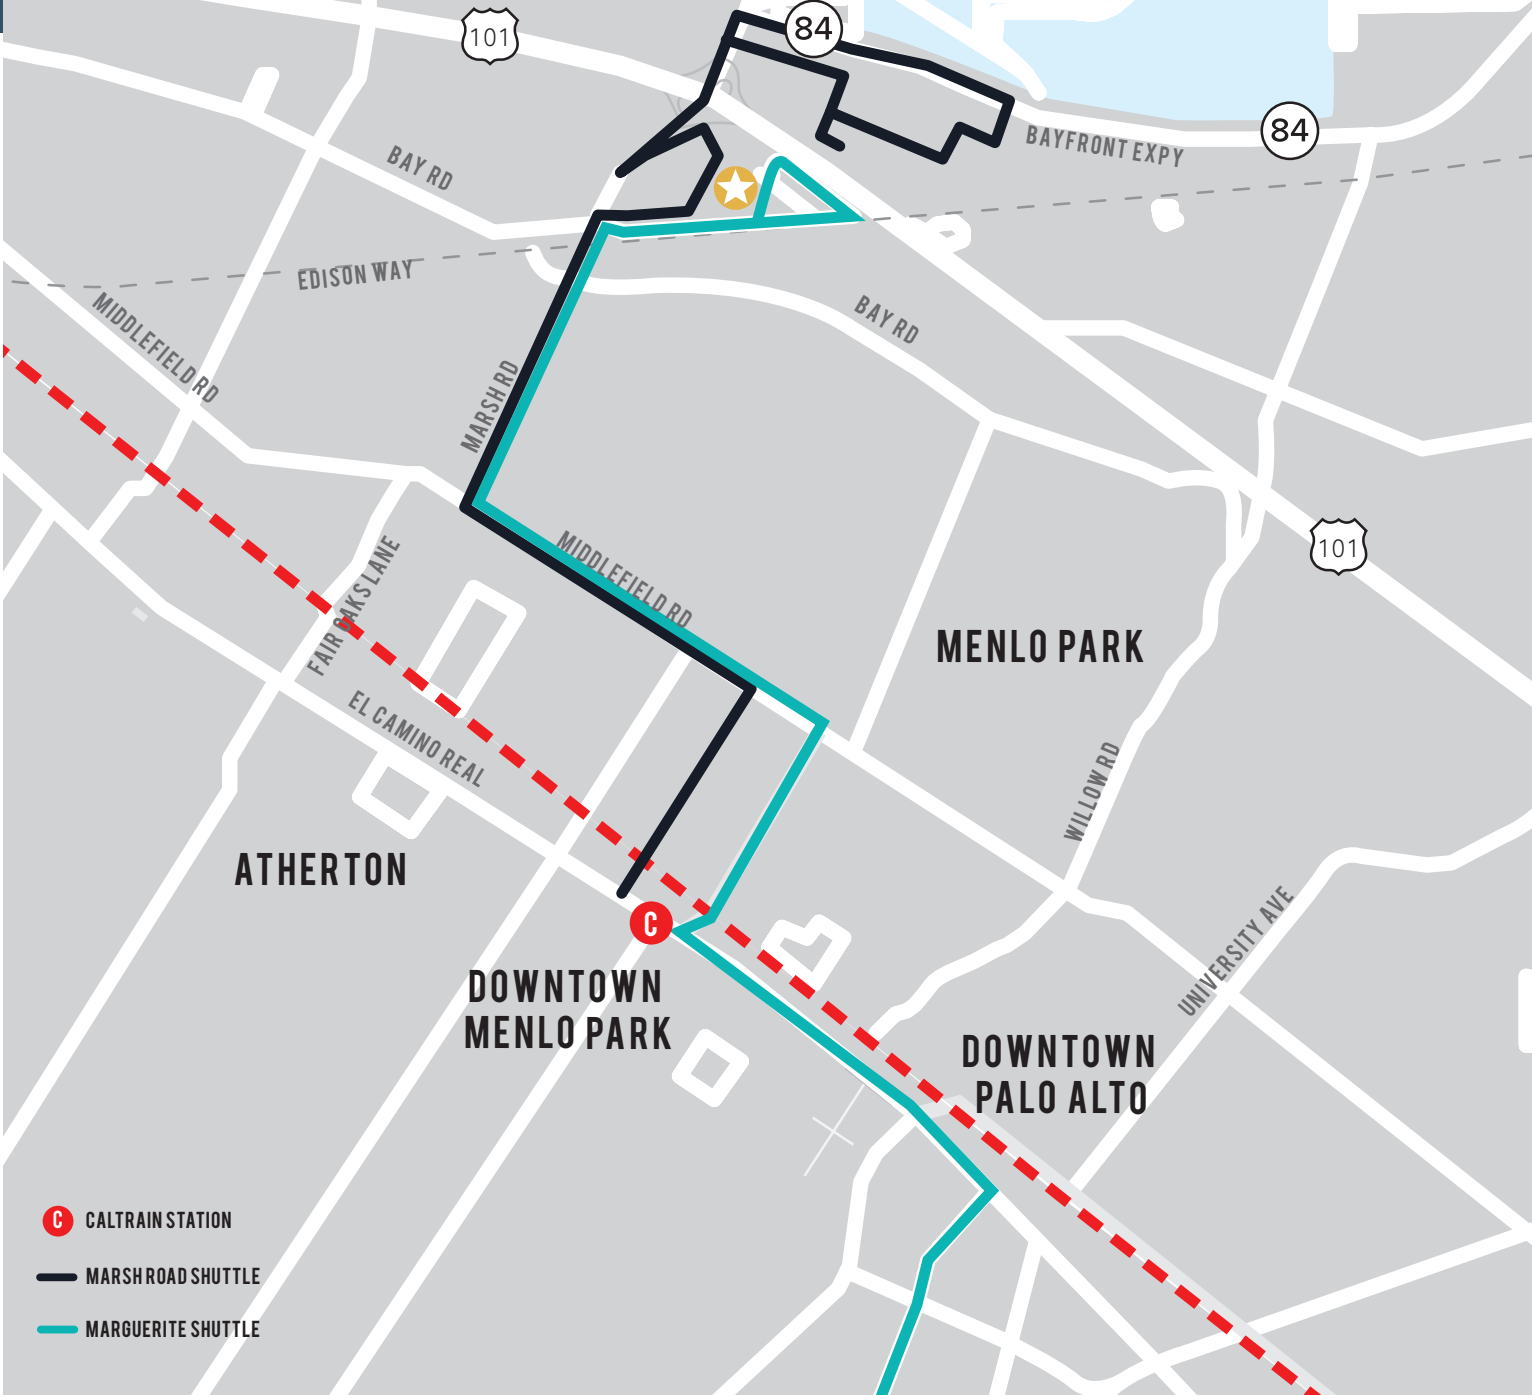 84
101
84
BAYFRONT EXPY
BAY RD
EDISON WAY
MIDDLEFIELD RD
BAY RD
MARSH RD
101
MIDDLEFIELD RD
FAIR OAKS LANE
MENLO PARK
EL CAMINO REAL
WILLOW RD
ATHERTON
C
UNIVERSITY AVE
DOWNTOWN
MENLO PARK
DOWNTOWN
PALO ALTO
C CALTRAIN STATION
MARSH ROAD SHUTTLE
MARGUERITE SHUTTLE